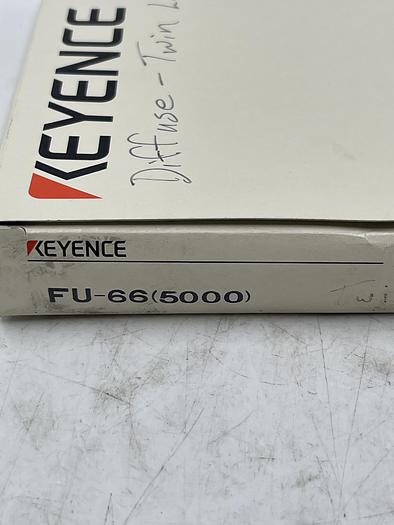 KEYENCE
Diffuse - Twin
KEYENCE
FU-66(5000)